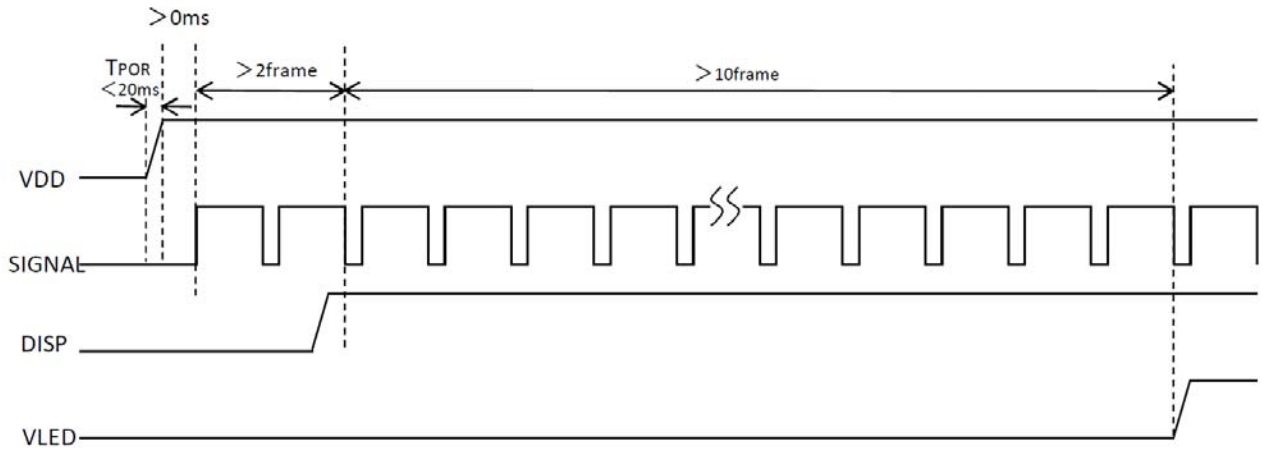 ＞0ms
TPOR
＜20ms
＞2frame
＞10frame
VDD
SIGNAL
DISP
VLED